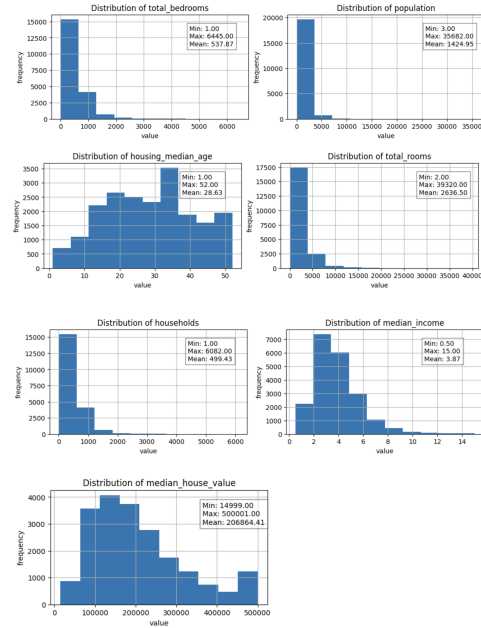 Distribution of total_bedrooms
frequency
15000
12500
10000
7500
5000
2500
0
Min: 1.00
Max: 6445.00
Mean: 537.87
0 1000 2000 3000 4000 5000 6000
value
Distribution of population
frequency
20000
15000
10000
5000
0
Min: 3.00
Max: 35682.00
Mean: 1424.95
0 5000 10000 15000 20000 25000 30000 35000
value
Distribution of housing_median_age
frequency
3500
3000
2500
2000
1500
1000
500
0
Min: 1.00
Max: 52.00
Mean: 28.63
0 10 20 30 40 50
value
Distribution of total_rooms
frequency
17500
15000
12500
10000
7500
5000
2500
0
Min: 2.00
Max: 39320.00
Mean: 2636.50
0 5000 10000 15000 20000 25000 30000 35000 40000
value
Distribution of households
frequency
15000
12500
10000
7500
5000
2500
0
Min: 1.00
Max: 6082.00
Mean: 499.43
0 1000 2000 3000 4000 5000 6000
value
Distribution of median_income
frequency
7000
6000
5000
4000
3000
2000
1000
0
Min: 0.50
Max: 15.00
Mean: 3.87
0 2 4 6 8 10 12 14
value
Distribution of median_house_value
frequency
4000
3000
2000
1000
0
Min: 14999.00
Max: 500001.00
Mean: 206864.41
0 100000 200000 300000 400000 500000
value